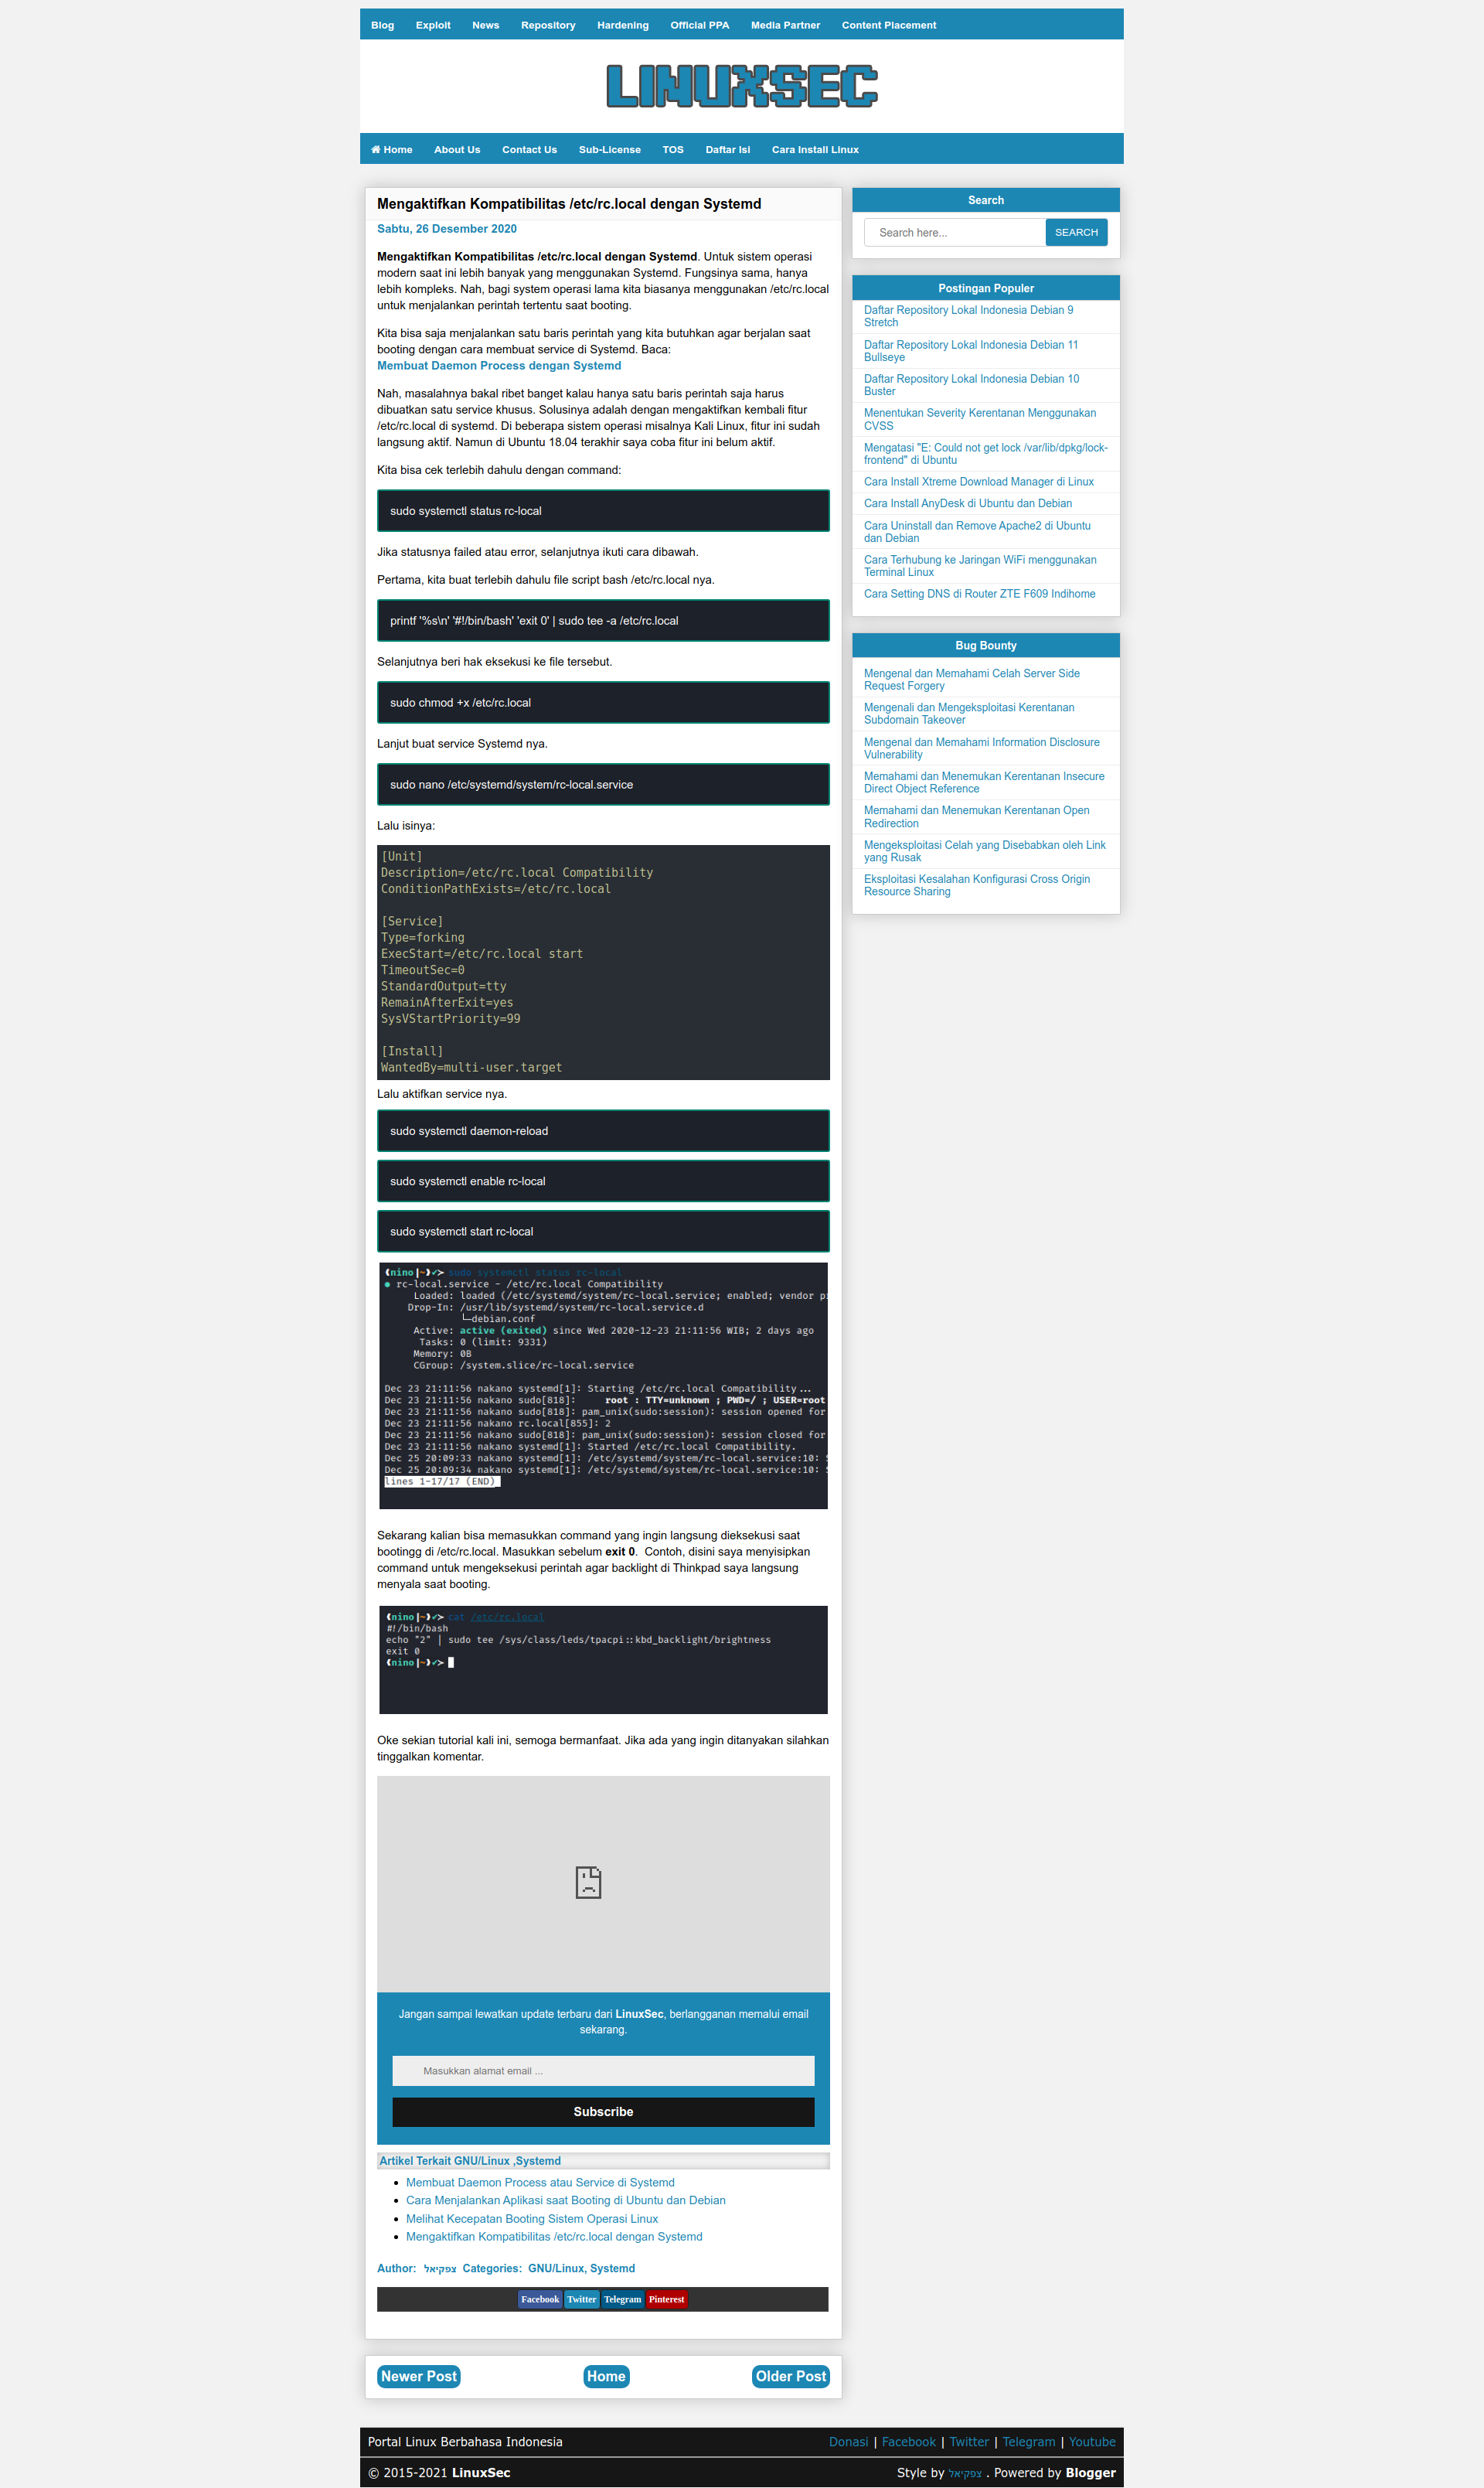 Blog Exploit News Repository Hardening Official PPA Media Partner Content Placement
LINUXSEC
Home About Us Contact Us Sub-License TOS Daftar Isi Cara Install Linux
Mengaktifkan Kompatibilitas /etc/rc.local dengan Systemd
Sabtu, 26 Desember 2020
Mengaktifkan Kompatibilitas /etc/rc.local dengan Systemd. Untuk sistem operasi
modern saat ini lebih banyak yang menggunakan Systemd. Fungsinya sama, hanya
lebih kompleks. Nah, bagi system operasi lama kita biasanya menggunakan /etc/rc.local
untuk menjalankan perintah tertentu saat booting.
Kita bisa saja menjalankan satu baris perintah yang kita butuhkan agar berjalan saat
booting dengan cara membuat service di Systemd. Baca:
Membuat Daemon Process dengan Systemd
Nah, masalahnya bakal ribet banget kalau hanya satu baris perintah saja harus
dibuatkan satu service khusus. Solusinya adalah dengan mengaktifkan kembali fitur
/etc/rc.local di systemd. Di beberapa sistem operasi misalnya Kali Linux, fitur ini sudah
langsung aktif. Namun di Ubuntu 18.04 terakhir saya coba fitur ini belum aktif.
Kita bisa cek terlebih dahulu dengan command:
sudo systemctl status rc-local
Jika statusnya failed atau error, selanjutnya ikuti cara dibawah.
Pertama, kita buat terlebih dahulu file script bash /etc/rc.local nya.
printf '%s\n' '#!/bin/bash' 'exit 0' | sudo tee -a /etc/rc.local
Selanjutnya beri hak eksekusi ke file tersebut.
sudo chmod +x /etc/rc.local
Lanjut buat service Systemd nya.
sudo nano /etc/systemd/system/rc-local.service
Lalu isinya:
[Unit]
Description=/etc/rc.local Compatibility
ConditionPathExists=/etc/rc.local
[Service]
Type=forking
ExecStart=/etc/rc.local start
TimeoutSec=0
StandardOutput=tty
RemainAfterExit=yes
SysVStartPriority=99
[Install]
WantedBy=multi-user.target
Lalu aktifkan service nya.
sudo systemctl daemon-reload
sudo systemctl enable rc-local
sudo systemctl start rc-local
❨nino|~❩✔≻ sudo systemctl status rc-local
● rc-local.service - /etc/rc.local Compatibility
Loaded: loaded (/etc/systemd/system/rc-local.service; enabled; vendor p
Drop-In: /usr/lib/systemd/system/rc-local.service.d
└─debian.conf
Active: active (exited) since Wed 2020-12-23 21:11:56 WIB; 2 days ago
Tasks: 0 (limit: 9331)
Memory: 0B
CGroup: /system.slice/rc-local.service
Dec 23 21:11:56 nakano systemd[1]: Starting /etc/rc.local Compatibility...
Dec 23 21:11:56 nakano sudo[818]: root : TTY=unknown ; PWD=/ ; USER=root
Dec 23 21:11:56 nakano sudo[818]: pam_unix(sudo:session): session opened for
Dec 23 21:11:56 nakano rc.local[855]: 2
Dec 23 21:11:56 nakano sudo[818]: pam_unix(sudo:session): session closed for
Dec 23 21:11:56 nakano systemd[1]: Started /etc/rc.local Compatibility.
Dec 25 20:09:33 nakano systemd[1]: /etc/systemd/system/rc-local.service:10: S
Dec 25 20:09:34 nakano systemd[1]: /etc/systemd/system/rc-local.service:10: S
lines 1-17/17 (END)
Sekarang kalian bisa memasukkan command yang ingin langsung dieksekusi saat
bootingg di /etc/rc.local. Masukkan sebelum exit 0. Contoh, disini saya menyisipkan
command untuk mengeksekusi perintah agar backlight di Thinkpad saya langsung
menyala saat booting.
❨nino|~❩✔≻ cat /etc/rc.local
#!/bin/bash
echo "2" | sudo tee /sys/class/leds/tpacpi::kbd_backlight/brightness
exit 0
❨nino|~❩✔≻
Oke sekian tutorial kali ini, semoga bermanfaat. Jika ada yang ingin ditanyakan silahkan
tinggalkan komentar.
Jangan sampai lewatkan update terbaru dari LinuxSec, berlangganan memalui email
sekarang.
Masukkan alamat email ...
Subscribe
Artikel Terkait GNU/Linux ,Systemd
Membuat Daemon Process atau Service di Systemd
Cara Menjalankan Aplikasi saat Booting di Ubuntu dan Debian
Melihat Kecepatan Booting Sistem Operasi Linux
Mengaktifkan Kompatibilitas /etc/rc.local dengan Systemd
Author: צפקיאל Categories: GNU/Linux, Systemd
Facebook Twitter Telegram Pinterest
Newer Post Home Older Post
Search
Search here... SEARCH
Postingan Populer
Daftar Repository Lokal Indonesia Debian 9
Stretch
Daftar Repository Lokal Indonesia Debian 11
Bullseye
Daftar Repository Lokal Indonesia Debian 10
Buster
Menentukan Severity Kerentanan Menggunakan
CVSS
Mengatasi "E: Could not get lock /var/lib/dpkg/lock-
frontend" di Ubuntu
Cara Install Xtreme Download Manager di Linux
Cara Install AnyDesk di Ubuntu dan Debian
Cara Uninstall dan Remove Apache2 di Ubuntu
dan Debian
Cara Terhubung ke Jaringan WiFi menggunakan
Terminal Linux
Cara Setting DNS di Router ZTE F609 Indihome
Bug Bounty
Mengenal dan Memahami Celah Server Side
Request Forgery
Mengenali dan Mengeksploitasi Kerentanan
Subdomain Takeover
Mengenal dan Memahami Information Disclosure
Vulnerability
Memahami dan Menemukan Kerentanan Insecure
Direct Object Reference
Memahami dan Menemukan Kerentanan Open
Redirection
Mengeksploitasi Celah yang Disebabkan oleh Link
yang Rusak
Eksploitasi Kesalahan Konfigurasi Cross Origin
Resource Sharing
Portal Linux Berbahasa Indonesia Donasi | Facebook | Twitter | Telegram | Youtube
© 2015-2021 LinuxSec Style by צפקיאל . Powered by Blogger